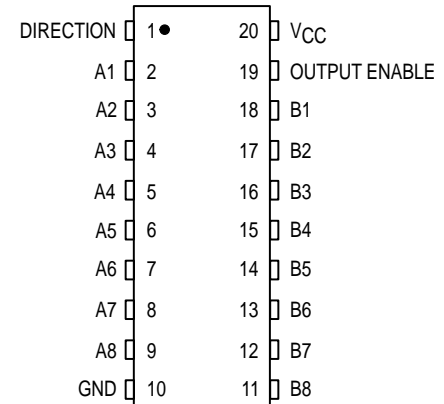 DIRECTION 1 20 VCC
A1 2 19 OUTPUT ENABLE
A2 3 18 B1
A3 4 17 B2
A4 5 16 B3
A5 6 15 B4
A6 7 14 B5
A7 8 13 B6
A8 9 12 B7
GND 10 11 B8